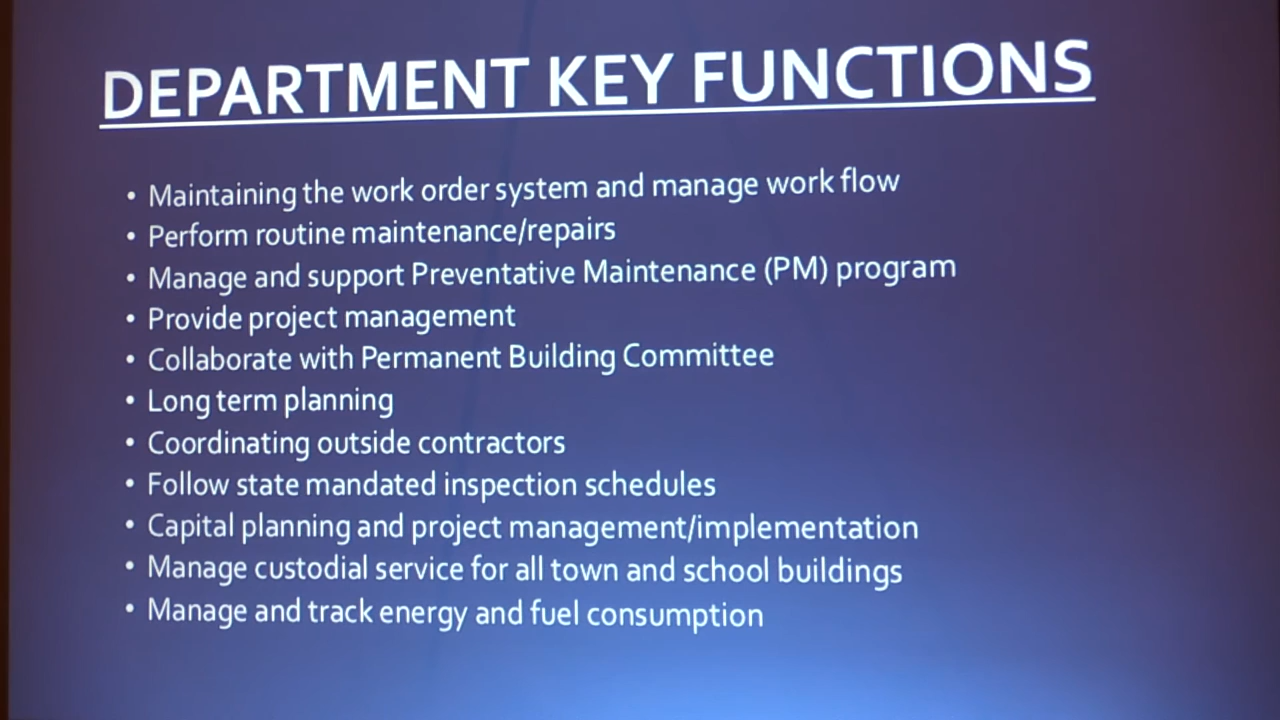 DEPARTMENT KEY FUNCTIONS
• Maintaining the work order system and manage work flow
• Perform routine maintenance/repairs
• Manage and support Preventative Maintenance (PM) program
• Provide project management
• Collaborate with Permanent Building Committee
• Long term planning
• Coordinating outside contractors
• Follow state mandated inspection schedules
• Capital planning and project management/implementation
• Manage custodial service for all town and school buildings
• Manage and track energy and fuel consumption